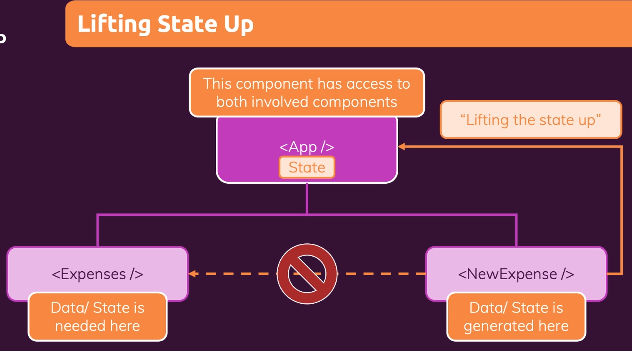 Lifting State Up
This component has access to
both involved components
"Lifting the state up"
<App />
State
<Expenses />
<NewExpense />
Data/ State is
needed here
Data/ State is
generated here